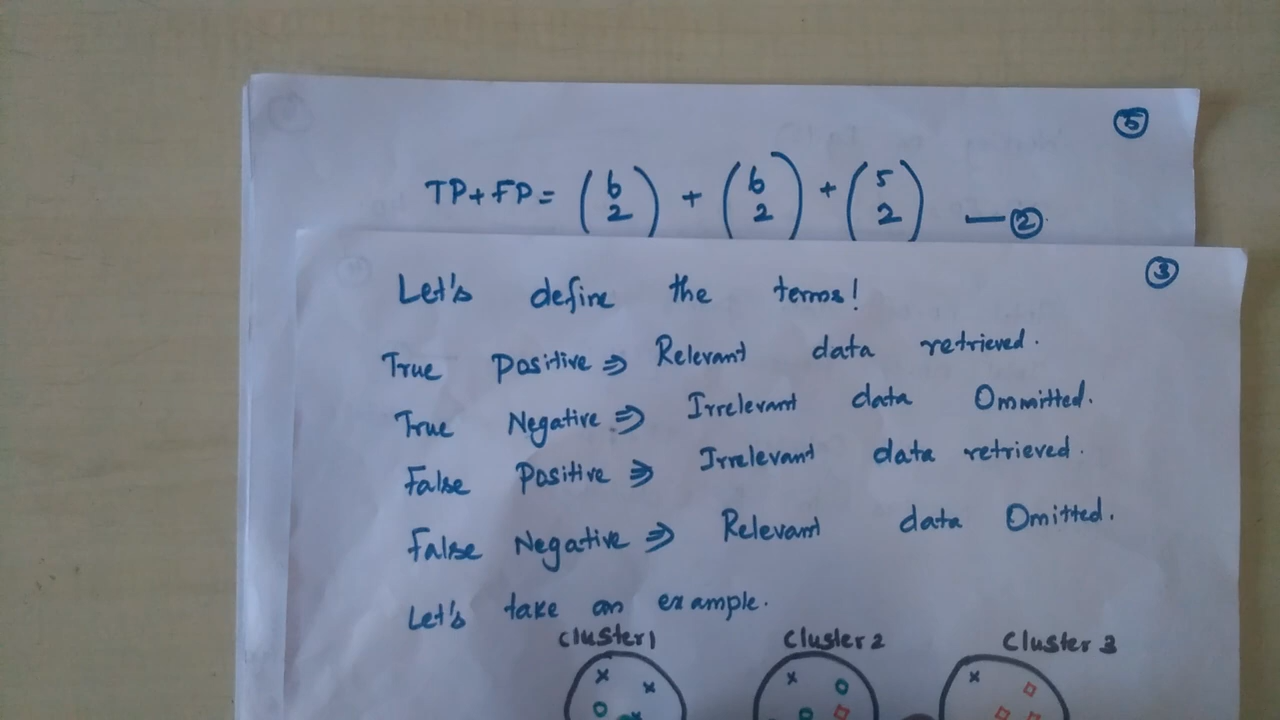 5
TP+FP = (6 2) + (6 2) + (5 2) — 2
3
Let's define the terms!
True Positive ⇒ Relevant data retrieved.
True Negative ⇒ Irrelevant data Ommitted.
False Positive ⇒ Irrelevant data retrieved.
False Negative ⇒ Relevant data Omitted.
Let's take an example.
Cluster 1 Cluster 2 Cluster 3